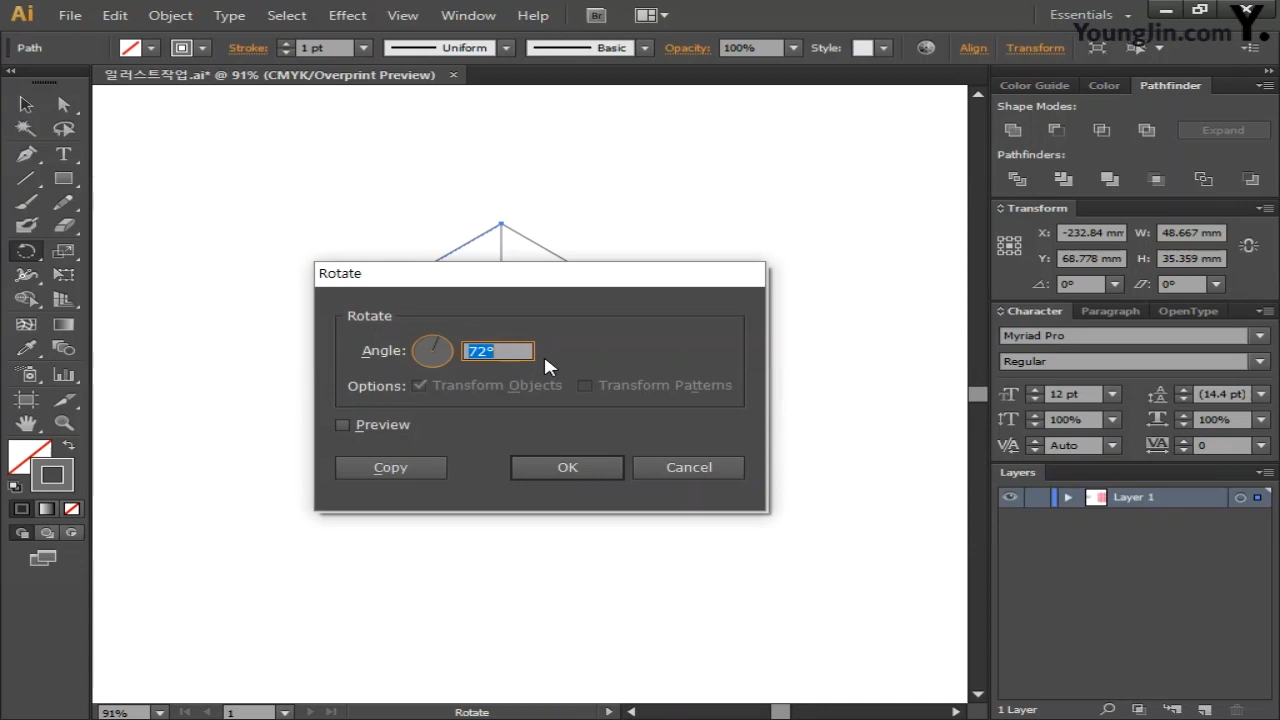 Ai File Edit Object Type Select Effect View Window Help Br Essentials
YoungJin.com Y.
Path Stroke: 1 pt Uniform Basic Opacity: 100% Style: Align Transform
일러스트작업.ai* @ 91% (CMYK/Overprint Preview) ×
Color Guide Color Pathfinder
Shape Modes:
Expand
Pathfinders:
Transform
X: -232.84 mm W: 48.667 mm
Y: 68.778 mm H: 35.359 mm
0° 0°
Character Paragraph OpenType
Myriad Pro
Regular
12 pt (14.4 pt)
100% 100%
Auto 0
Layers
Layer 1
1 Layer
Rotate
Rotate
Angle: 72°
Options: Transform Objects Transform Patterns
Preview
Copy OK Cancel
91% 1 Rotate